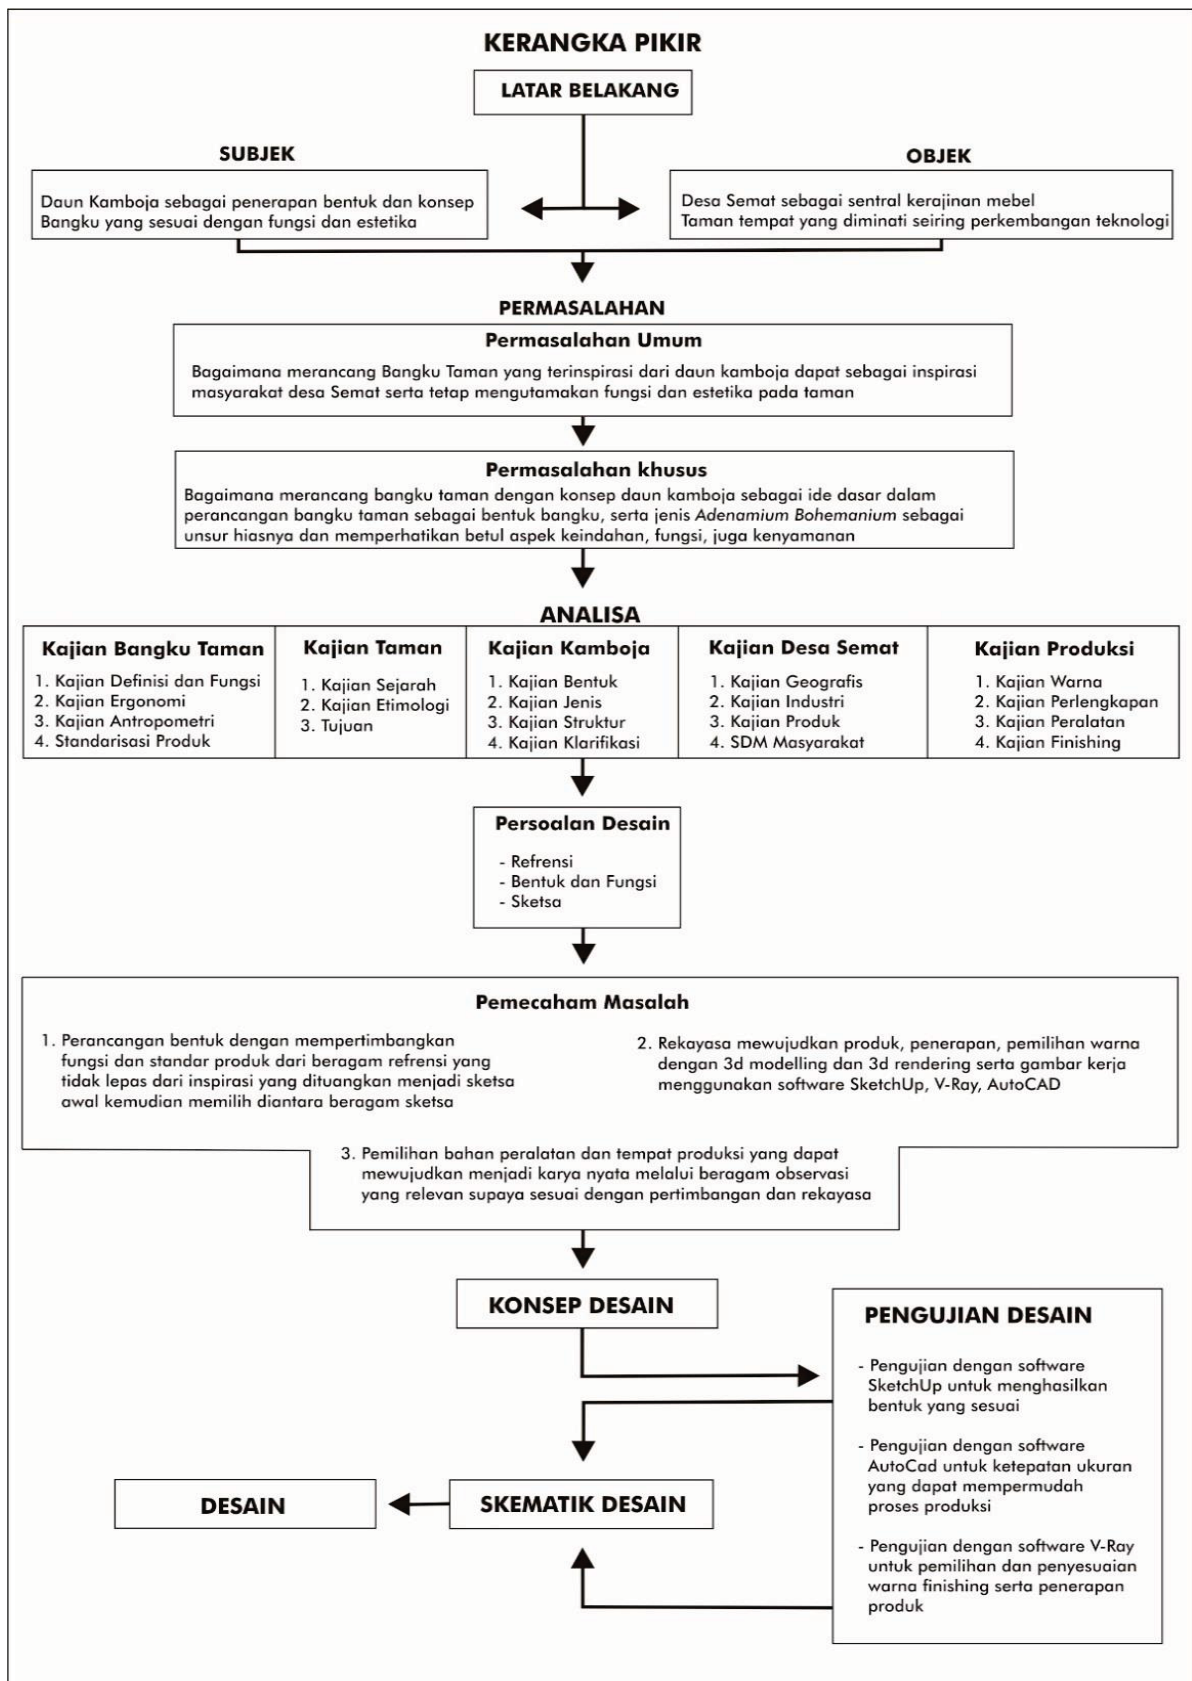 KERANGKA PIKIR
LATAR BELAKANG
SUBJEK
Daun Kamboja sebagai penerapan bentuk dan konsep
Bangku yang sesuai dengan fungsi dan estetika
OBJEK
Desa Semat sebagai sentral kerajinan mebel
Taman tempat yang diminati seiring perkembangan teknologi
PERMASALAHAN
Permasalahan Umum
Bagaimana merancang Bangku Taman yang terinspirasi dari daun kamboja dapat sebagai inspirasi
masyarakat desa Semat serta tetap mengutamakan fungsi dan estetika pada taman
Permasalahan khusus
Bagaimana merancang bangku taman dengan konsep daun kamboja sebagai ide dasar dalam
perancangan bangku taman sebagai bentuk bangku, serta jenis Adenamium Bohemanium sebagai
unsur hiasnya dan memperhatikan betul aspek keindahan, fungsi, juga kenyamanan
ANALISA
Kajian Bangku Taman
1. Kajian Definisi dan Fungsi
2. Kajian Ergonomi
3. Kajian Antropometri
4. Standarisasi Produk
Kajian Taman
1. Kajian Sejarah
2. Kajian Etimologi
3. Tujuan
Kajian Kamboja
1. Kajian Bentuk
2. Kajian Jenis
3. Kajian Struktur
4. Kajian Klarifikasi
Kajian Desa Semat
1. Kajian Geografis
2. Kajian Industri
3. Kajian Produk
4. SDM Masyarakat
Kajian Produksi
1. Kajian Warna
2. Kajian Perlengkapan
3. Kajian Peralatan
4. Kajian Finishing
Persoalan Desain
- Refrensi
- Bentuk dan Fungsi
- Sketsa
Pemecaham Masalah
1. Perancangan bentuk dengan mempertimbangkan
fungsi dan standar produk dari beragam refrensi yang
tidak lepas dari inspirasi yang dituangkan menjadi sketsa
awal kemudian memilih diantara beragam sketsa
2. Rekayasa mewujudkan produk, penerapan, pemilihan warna
dengan 3d modelling dan 3d rendering serta gambar kerja
menggunakan software SketchUp, V-Ray, AutoCAD
3. Pemilihan bahan peralatan dan tempat produksi yang dapat
mewujudkan menjadi karya nyata melalui beragam observasi
yang relevan supaya sesuai dengan pertimbangan dan rekayasa
KONSEP DESAIN
PENGUJIAN DESAIN
- Pengujian dengan software
SketchUp untuk menghasilkan
bentuk yang sesuai
- Pengujian dengan software
AutoCad untuk ketepatan ukuran
yang dapat mempermudah
proses produksi
- Pengujian dengan software V-Ray
untuk pemilihan dan penyesuaian
warna finishing serta penerapan
produk
SKEMATIK DESAIN
DESAIN